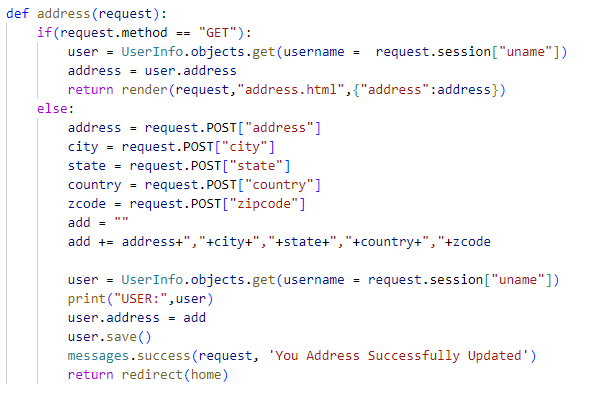 def address(request):
    if(request.method == "GET"):
        user = UserInfo.objects.get(username =  request.session["uname"])
        address = user.address
        return render(request,"address.html",{"address":address})
    else:
        address = request.POST["address"]
        city = request.POST["city"]
        state = request.POST["state"]
        country = request.POST["country"]
        zcode = request.POST["zipcode"]
        add = ""
        add += address+","+city+","+state+","+country+","+zcode

        user = UserInfo.objects.get(username = request.session["uname"])
        print("USER:",user)
        user.address = add
        user.save()
        messages.success(request, 'You Address Successfully Updated')
        return redirect(home)